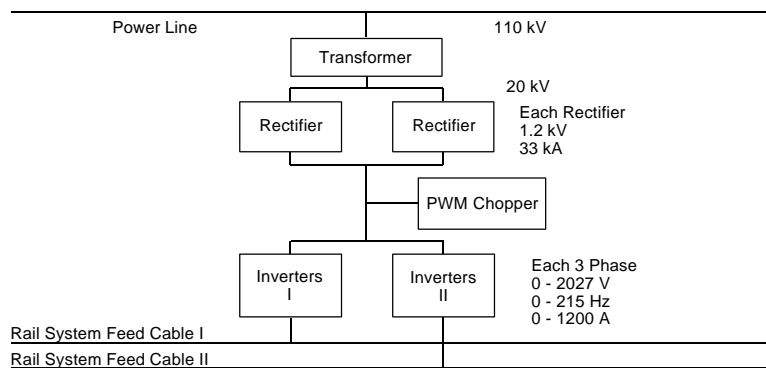 Power Line
110 kV
Transformer
20 kV
Rectifier
Rectifier
Each Rectifier
1.2 kV
33 kA
PWM Chopper
Inverters
I
Inverters
II
Each 3 Phase
0 - 2027 V
0 - 215 Hz
0 - 1200 A
Rail System Feed Cable I
Rail System Feed Cable II